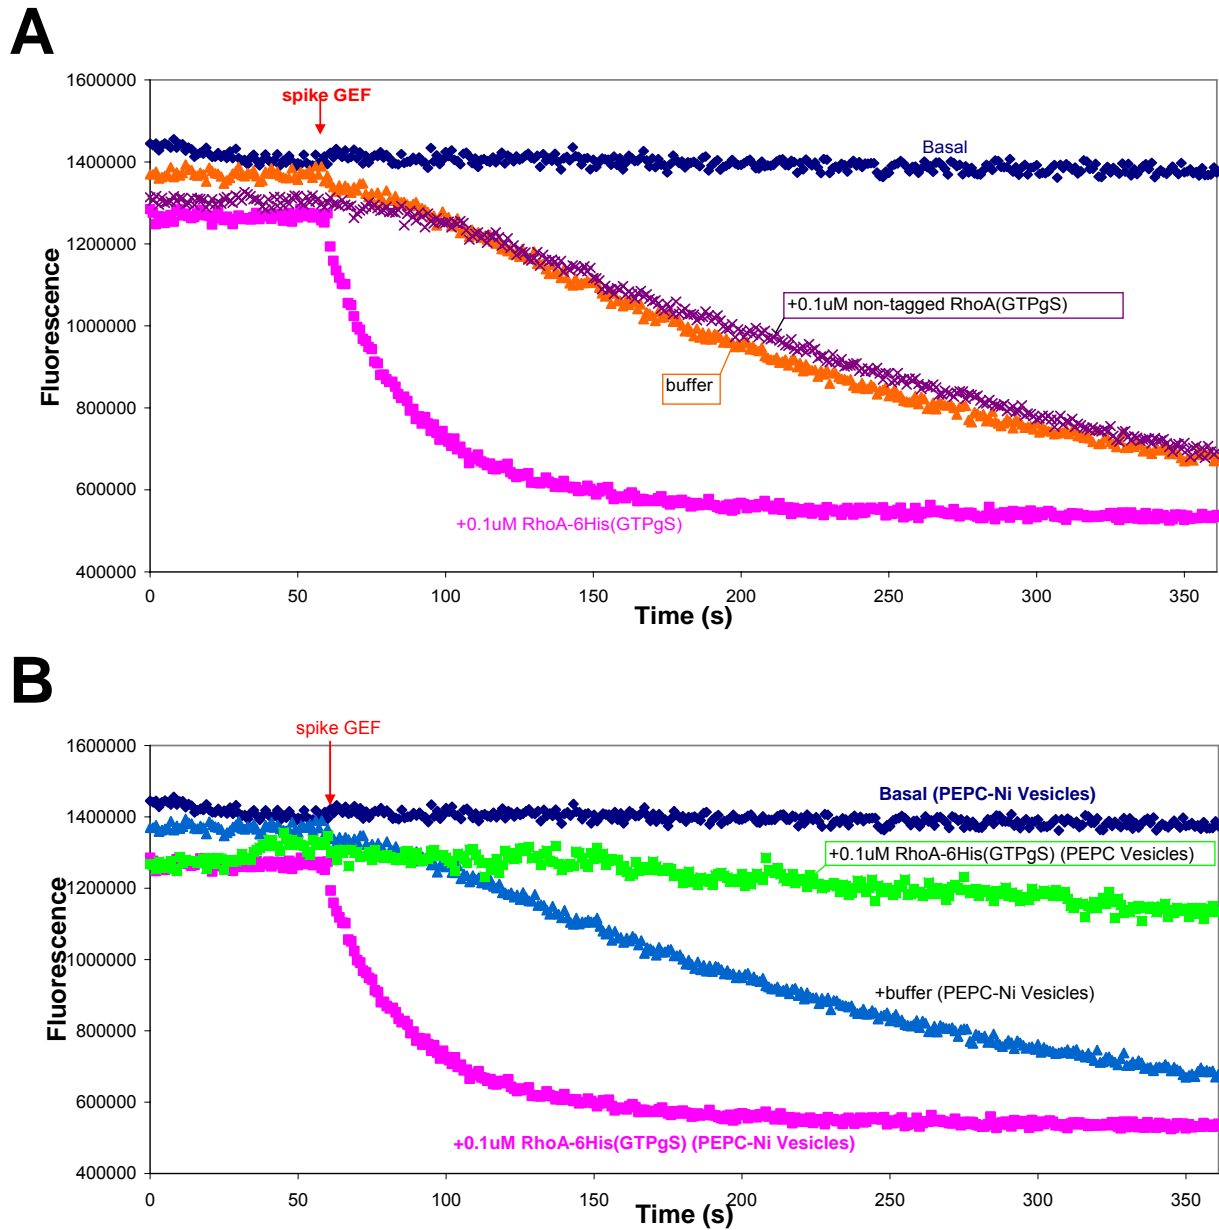 A
1600000
1400000
1200000
1000000
800000
600000
400000
Fluorescence
spike GEF
Basal
+0.1uM non-tagged RhoA(GTPgS)
buffer
+0.1uM RhoA-6His(GTPgS)
0 50 100 150 200 250 300 350
Time (s)
B
1600000
1400000
1200000
1000000
800000
600000
400000
Fluorescence
spike GEF
Basal (PEPC-Ni Vesicles)
+0.1uM RhoA-6His(GTPgS) (PEPC Vesicles)
+buffer (PEPC-Ni Vesicles)
+0.1uM RhoA-6His(GTPgS) (PEPC-Ni Vesicles)
0 50 100 150 200 250 300 350
Time (s)